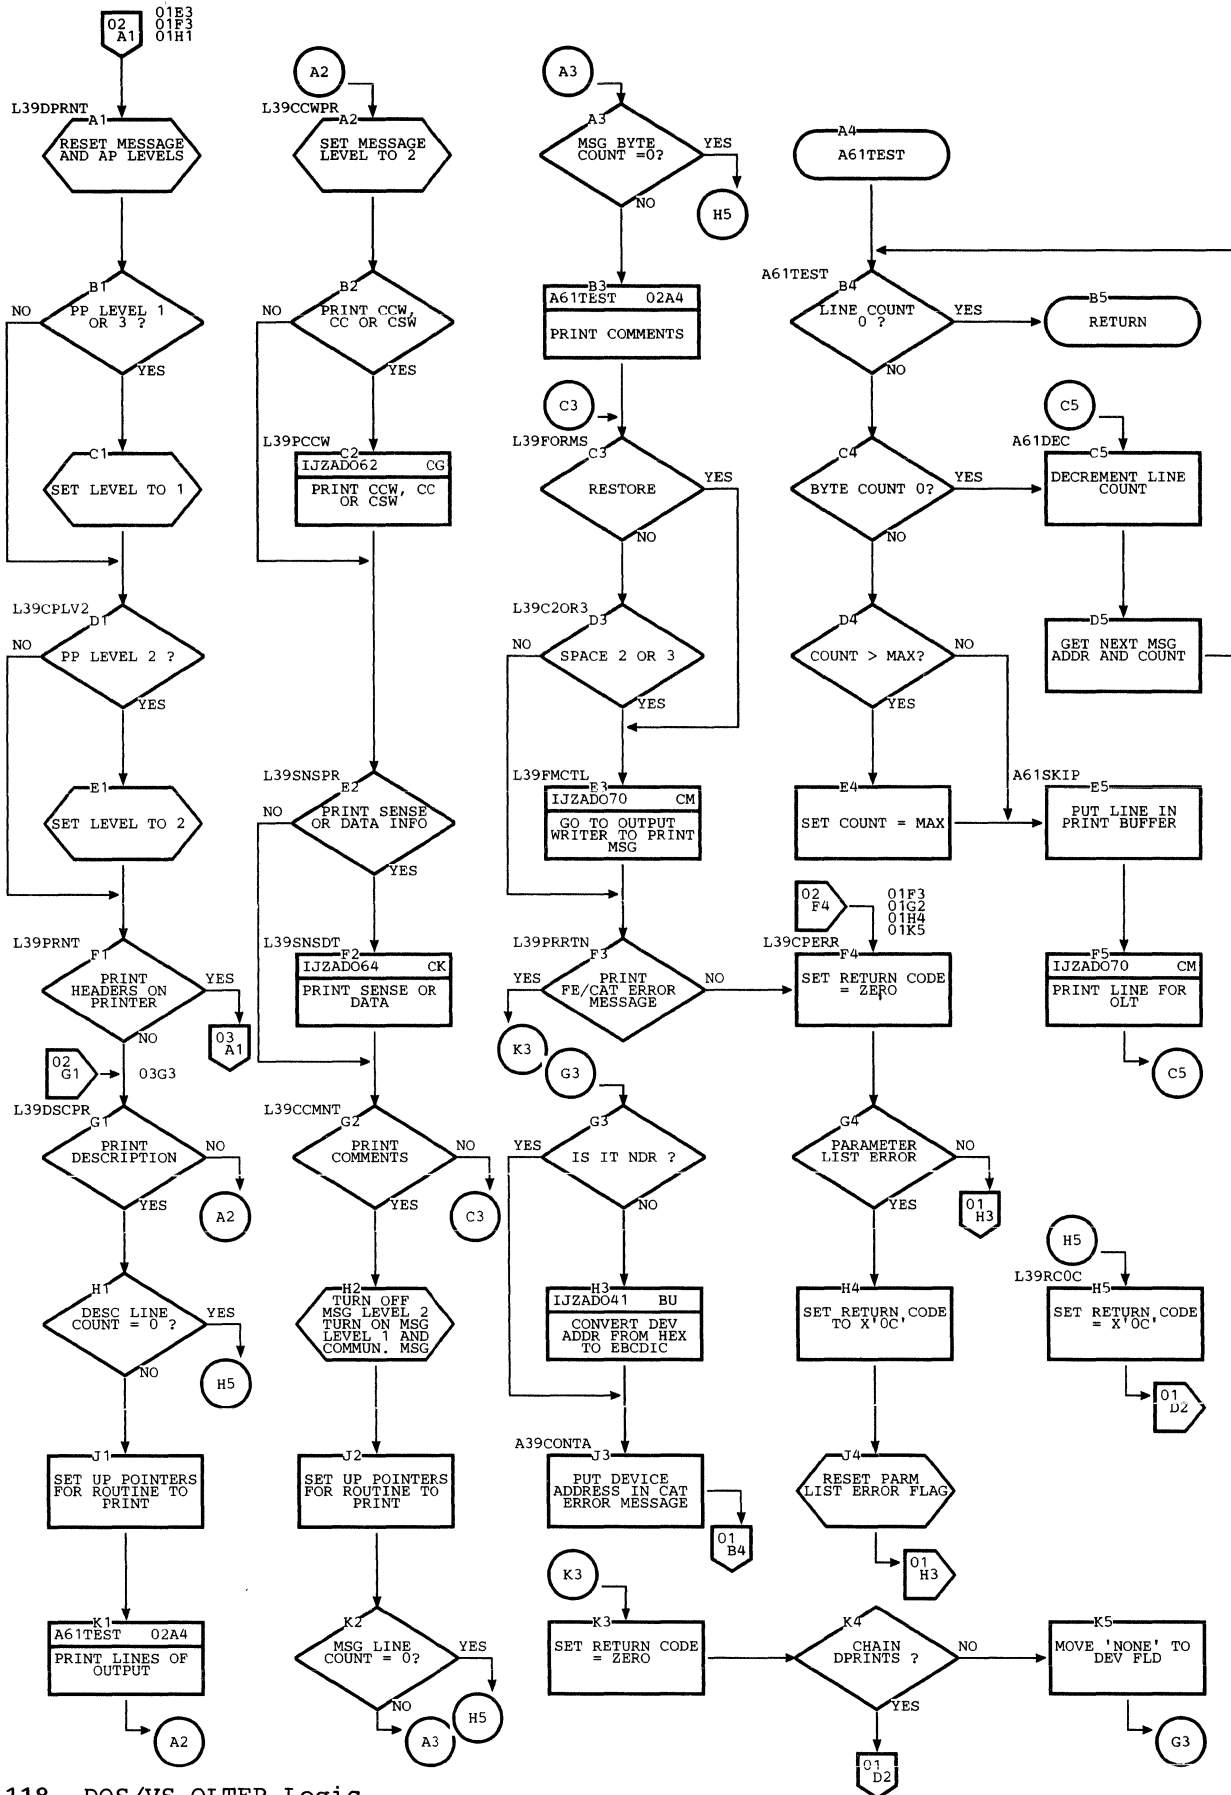 02
A1
01E3
01F3
01H1
L39DPRNT
A1
RESET MESSAGE
AND AP LEVELS
B1
PP LEVEL 1
OR 3 ?
NO
YES
C1
SET LEVEL TO 1
L39CPLV2
D1
NO
PP LEVEL 2 ?
YES
E1
SET LEVEL TO 2
L39PRNT
F1
PRINT
HEADERS ON
PRINTER
YES
NO
03
A1
02
G1
03G3
L39DSCPR
G1
PRINT
DESCRIPTION
NO
YES
A2
H1
DESC LINE
COUNT = 0 ?
YES
NO
H5
J1
SET UP POINTERS
FOR ROUTINE TO
PRINT
K1
A61TEST 02A4
PRINT LINES OF
OUTPUT
A2
A2
L39CCWPR
A2
SET MESSAGE
LEVEL TO 2
B2
NO
PRINT CCW,
CC OR CSW
YES
L39PCCW
C2
IJZADO62 CG
PRINT CCW, CC
OR CSW
L39SNSPR
E2
NO
PRINT SENSE
OR DATA INFO
YES
L39SNSDT
F2
IJZADO64 CK
PRINT SENSE OR
DATA
L39CCMNT
G2
PRINT
COMMENTS
NO
YES
C3
H2
TURN OFF
MSG LEVEL 2
TURN ON MSG
LEVEL 1 AND
COMMUN. MSG
J2
SET UP POINTERS
FOR ROUTINE TO
PRINT
K2
MSG LINE
COUNT = 0?
YES
NO
H5
A3
A3
A3
MSG BYTE
COUNT =0?
YES
NO
H5
B3
A61TEST 02A4
PRINT COMMENTS
C3
L39FORMS
C3
RESTORE
YES
NO
L39C2OR3
D3
NO
SPACE 2 OR 3
YES
L39FMCTL
E3
IJZADO70 CM
GO TO OUTPUT
WRITER TO PRINT
MSG
L39PRRTN
F3
YES
PRINT
FE/CAT ERROR
MESSAGE
NO
K3
G3
G3
YES
IS IT NDR ?
NO
H3
IJZADO41 BU
CONVERT DEV
ADDR FROM HEX
TO EBCDIC
A39CONTA
J3
PUT DEVICE
ADDRESS IN CAT
ERROR MESSAGE
01
B4
K3
K3
SET RETURN CODE
= ZERO
A4
A61TEST
A61TEST
B4
LINE COUNT
0 ?
YES
NO
B5
RETURN
C4
BYTE COUNT 0?
YES
NO
C5
A61DEC
C5
DECREMENT LINE
COUNT
D4
COUNT > MAX?
NO
YES
D5
GET NEXT MSG
ADDR AND COUNT
E4
SET COUNT = MAX
A61SKIP
E5
PUT LINE IN
PRINT BUFFER
02
F4
01F3
01G2
01H4
01K5
L39CPERR
F4
SET RETURN CODE
= ZERO
F5
IJZADO70 CM
PRINT LINE FOR
OLT
C5
G4
PARAMETER
LIST ERROR
NO
YES
01
H3
H4
SET RETURN CODE
TO X'0C'
H5
L39RC0C
H5
SET RETURN CODE
= X'0C'
01
D2
J4
RESET PARM
LIST ERROR FLAG
01
H3
K4
CHAIN
DPRINTS ?
NO
YES
01
D2
K5
MOVE 'NONE' TO
DEV FLD
G3
118 DOS/VS OLTEP Logic